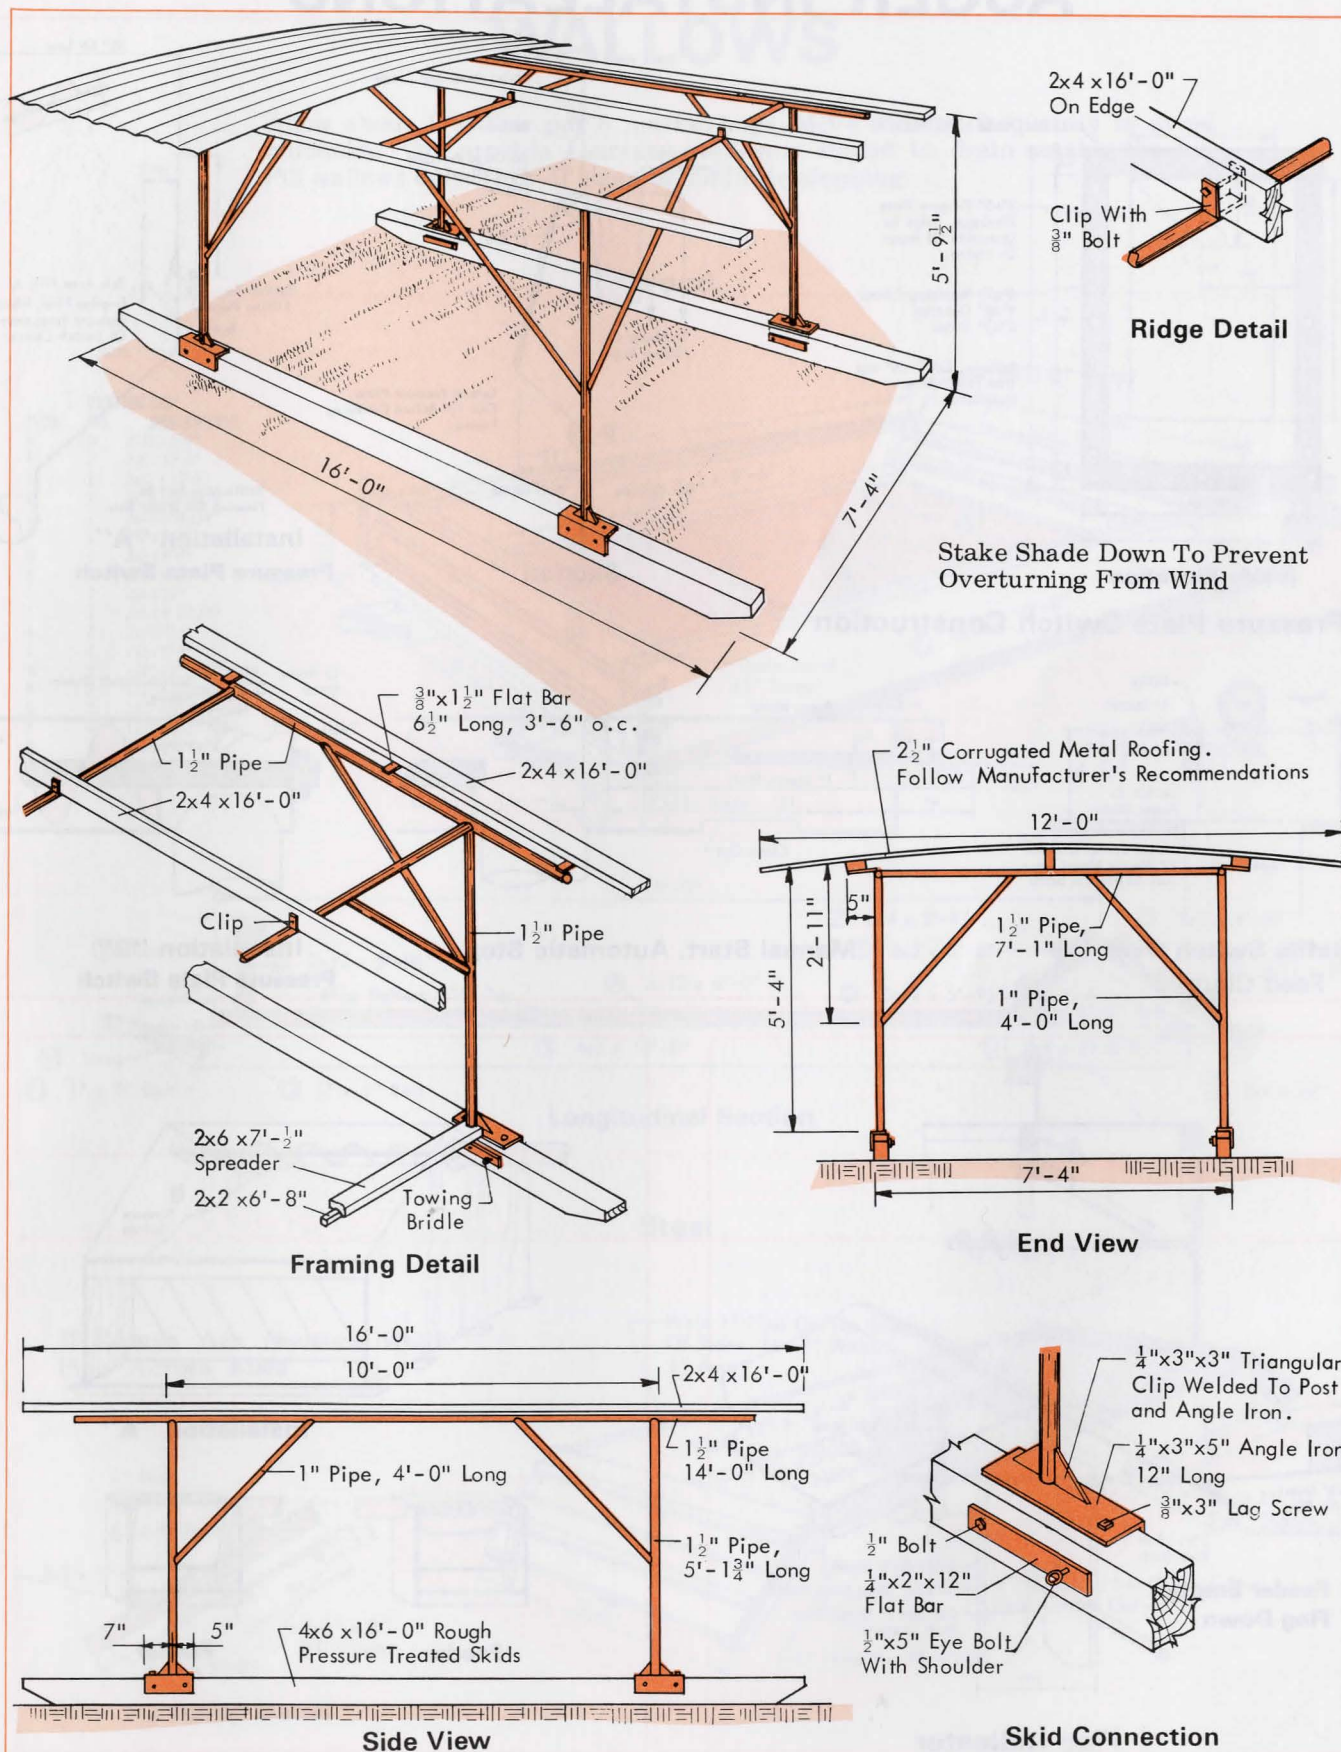 2x4 x16'-0"
On Edge
Clip With
3/8" Bolt
Ridge Detail
5'-9 1/2"
16'-0"
7'-4"
Stake Shade Down To Prevent
Overturning From Wind
3/8"x1 1/2" Flat Bar
6 1/2" Long, 3'-6" o.c.
1 1/2" Pipe
2x4 x16'-0"
2x4 x16'-0"
Clip
1 1/2" Pipe
2x6 x7'-1/2"
Spreader
2x2 x6'-8"
Towing
Bridle
Framing Detail
2 1/2" Corrugated Metal Roofing.
Follow Manufacturer's Recommendations
12'-0"
5"
2'-11"
5'-4"
1 1/2" Pipe,
7'-1" Long
1" Pipe,
4'-0" Long
7'-4"
End View
16'-0"
10'-0"
2x4 x16'-0"
1 1/2" Pipe
14'-0" Long
1" Pipe, 4'-0" Long
1 1/2" Pipe,
5'-1 3/4" Long
7"
5"
4x6 x16'-0" Rough
Pressure Treated Skids
Side View
1/4"x3"x3" Triangular
Clip Welded To Post
and Angle Iron.
1/4"x3"x5" Angle Iron
12" Long
3/8"x3" Lag Screw
1/2" Bolt
1/4"x2"x12"
Flat Bar
1/2"x5" Eye Bolt
With Shoulder
Skid Connection